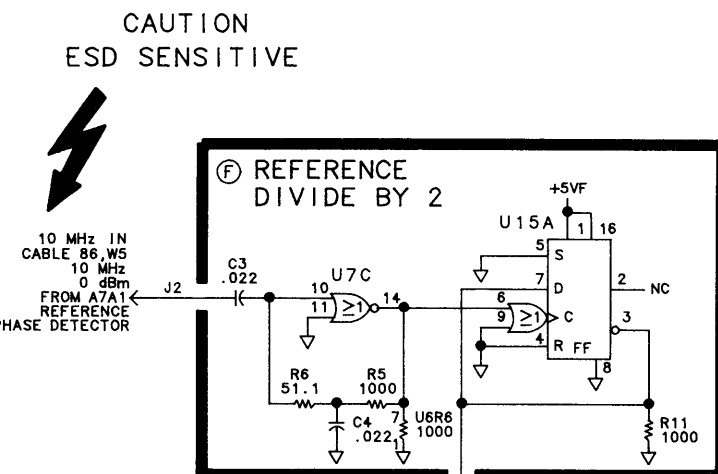 CAUTION
ESD SENSITIVE
F REFERENCE
DIVIDE BY 2
+5VF
U15A
1 16
5 S
7 D
2 NC
6
9 ≥1 C
3
4 R FF
8
10 MHz IN
CABLE 86,W5
10 MHz
0 dBm
FROM A7A1
REFERENCE
PHASE DETECTOR
J2
C3
.022
U7C
10
11 ≥1 14
R6
51.1
R5
1000
C4
.022
7 U6R6
1 1000
R11
1000